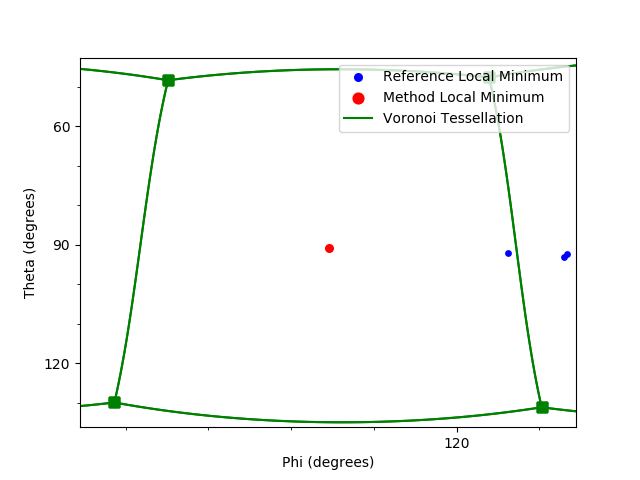 Reference Local Minimum
Method Local Minimum
Voronoi Tessellation
60
90
120
Theta (degrees)
120
Phi (degrees)